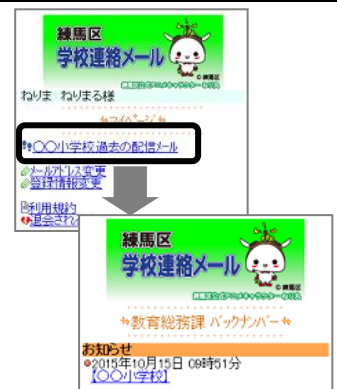 練馬区
学校連絡メール
©練馬区
練馬区公式アニメキャラクターねり丸
ねりま ねりまる様
マイページ
〇〇小学校過去の配信メール
メールアドレス変更
登録情報変更
利用規約
退会され
練馬区
学校連絡メール
©練馬区
練馬区公式アニメキャラクターねり丸
教育総務課 バックナンバー
お知らせ
2015年10月15日 09時51分
【〇〇小学校】